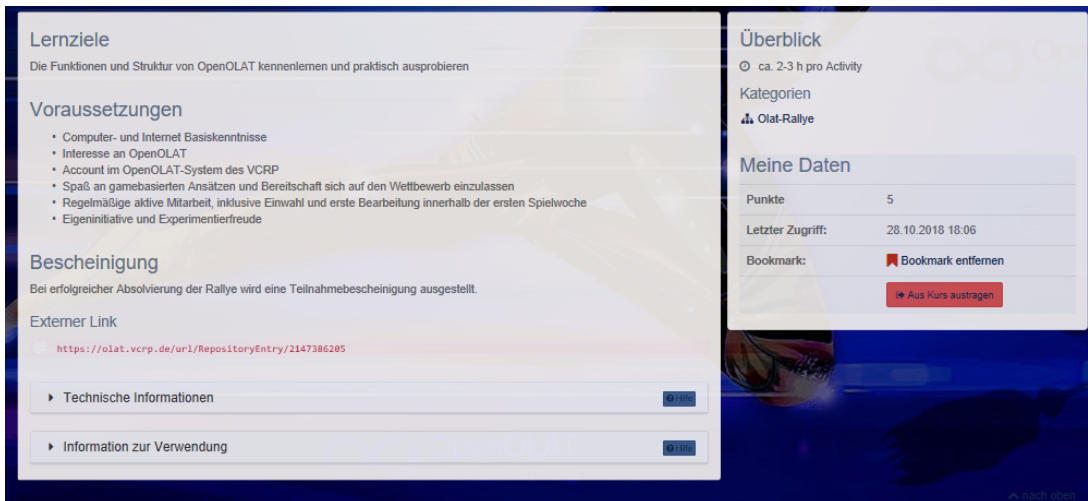 Lernziele
Die Funktionen und Struktur von OpenOLAT kennenlernen und praktisch ausprobieren
Voraussetzungen
• Computer- und Internet Basiskenntnisse
• Interesse an OpenOLAT
• Account im OpenOLAT-System des VCRP
• Spaß an gamebasierten Ansätzen und Bereitschaft sich auf den Wettbewerb einzulassen
• Regelmäßige aktive Mitarbeit, inklusive Einwahl und erste Bearbeitung innerhalb der ersten Spielwoche
• Eigeninitiative und Experimentierfreude
Bescheinigung
Bei erfolgreicher Absolvierung der Rallye wird eine Teilnahmebescheinigung ausgestellt.
Externer Link
https://olat.vcrp.de/url/RepositoryEntry/2147386205
Technische Informationen Hilfe
Information zur Verwendung Hilfe
Überblick
ca. 2-3 h pro Activity
Kategorien
Olat-Rallye
Meine Daten
Punkte 5
Letzter Zugriff: 28.10.2018 18:06
Bookmark: Bookmark entfernen
Aus Kurs austragen
nach oben